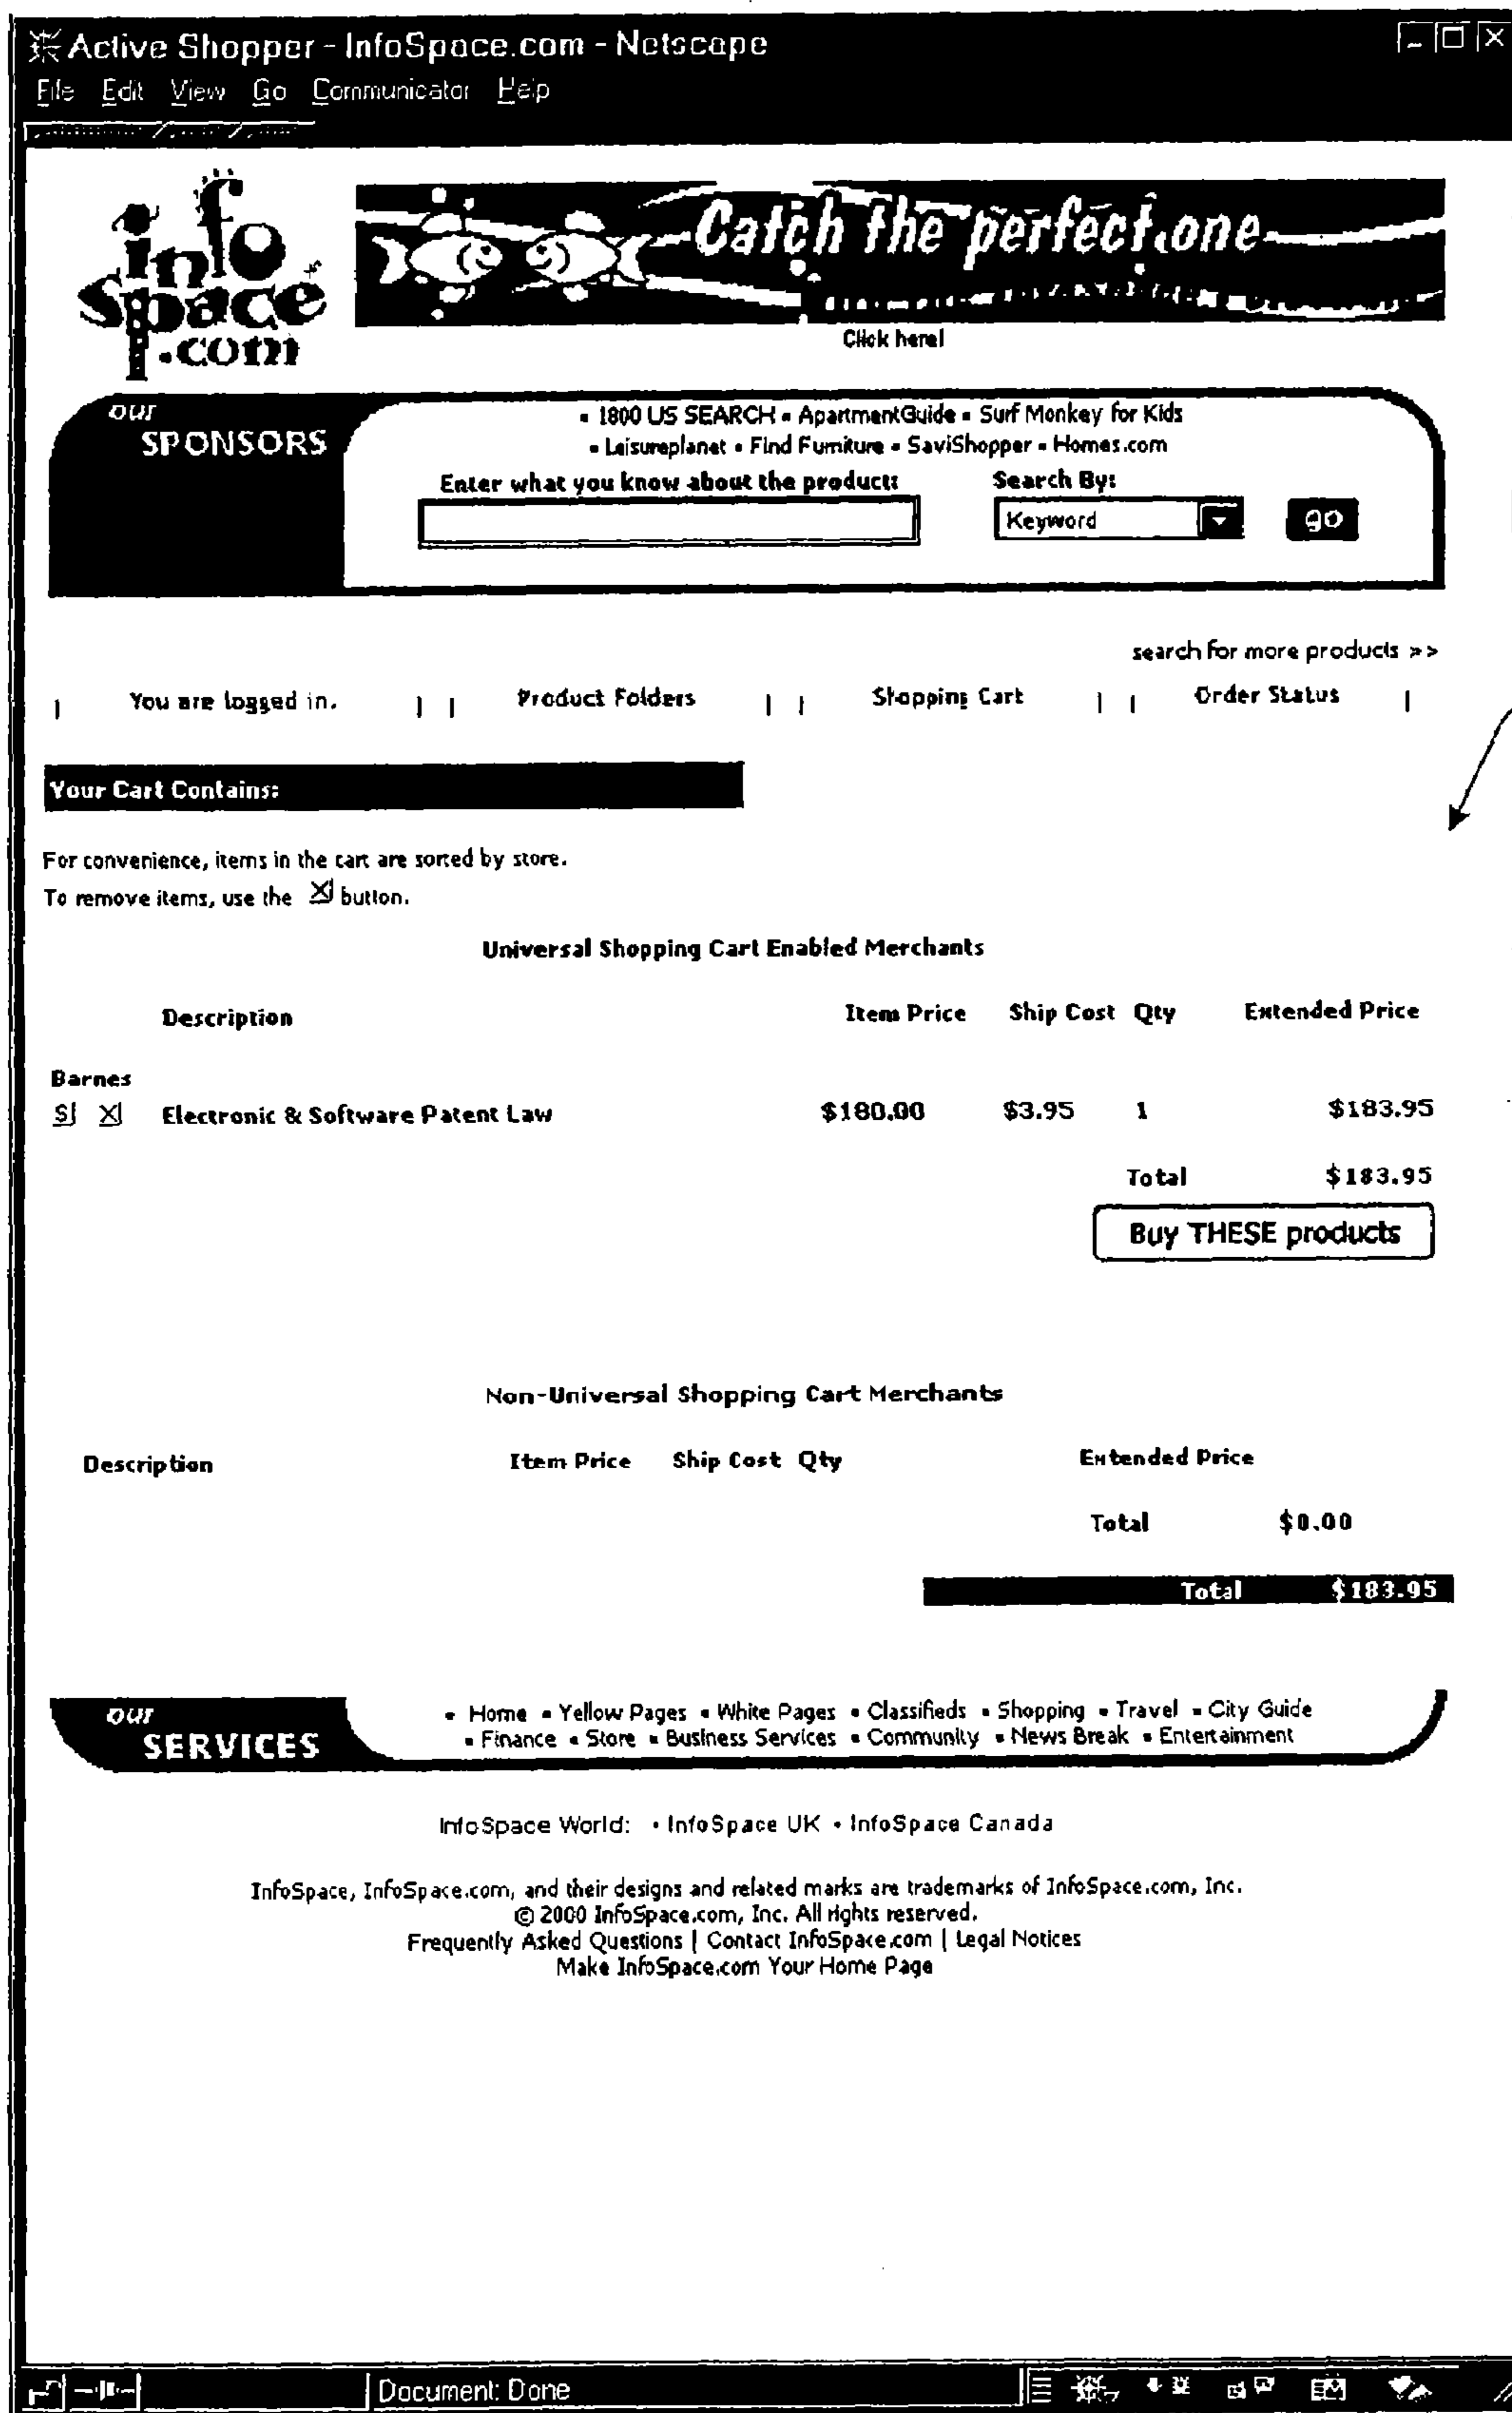 Active Shopper - InfoSpace.com - Netscape
File Edit View Go Communicator Help
info space .com
Catch the perfect one
Click here!
our SPONSORS
▪ 1800 US SEARCH ▪ ApartmentGuide ▪ Surf Monkey for Kids
▪ Leisureplanet ▪ Find Furniture ▪ SaviShopper ▪ Homes.com
Enter what you know about the product: Search By:
Keyword go
search for more products >>
| You are logged in. | | Product Folders | | Shopping Cart | | Order Status |
Your Cart Contains:
For convenience, items in the cart are sorted by store.
To remove items, use the X button.
Universal Shopping Cart Enabled Merchants
Description Item Price Ship Cost Qty Extended Price
Barnes
S X Electronic & Software Patent Law $180.00 $3.95 1 $183.95
Total $183.95
Buy THESE products
Non-Universal Shopping Cart Merchants
Description Item Price Ship Cost Qty Extended Price
Total $0.00
Total $183.95
our SERVICES
▪ Home ▪ Yellow Pages ▪ White Pages ▪ Classifieds ▪ Shopping ▪ Travel ▪ City Guide
▪ Finance ▪ Store ▪ Business Services ▪ Community ▪ News Break ▪ Entertainment
InfoSpace World: • InfoSpace UK • InfoSpace Canada
InfoSpace, InfoSpace.com, and their designs and related marks are trademarks of InfoSpace.com, Inc.
© 2000 InfoSpace.com, Inc. All rights reserved.
Frequently Asked Questions | Contact InfoSpace.com | Legal Notices
Make InfoSpace.com Your Home Page
Document: Done